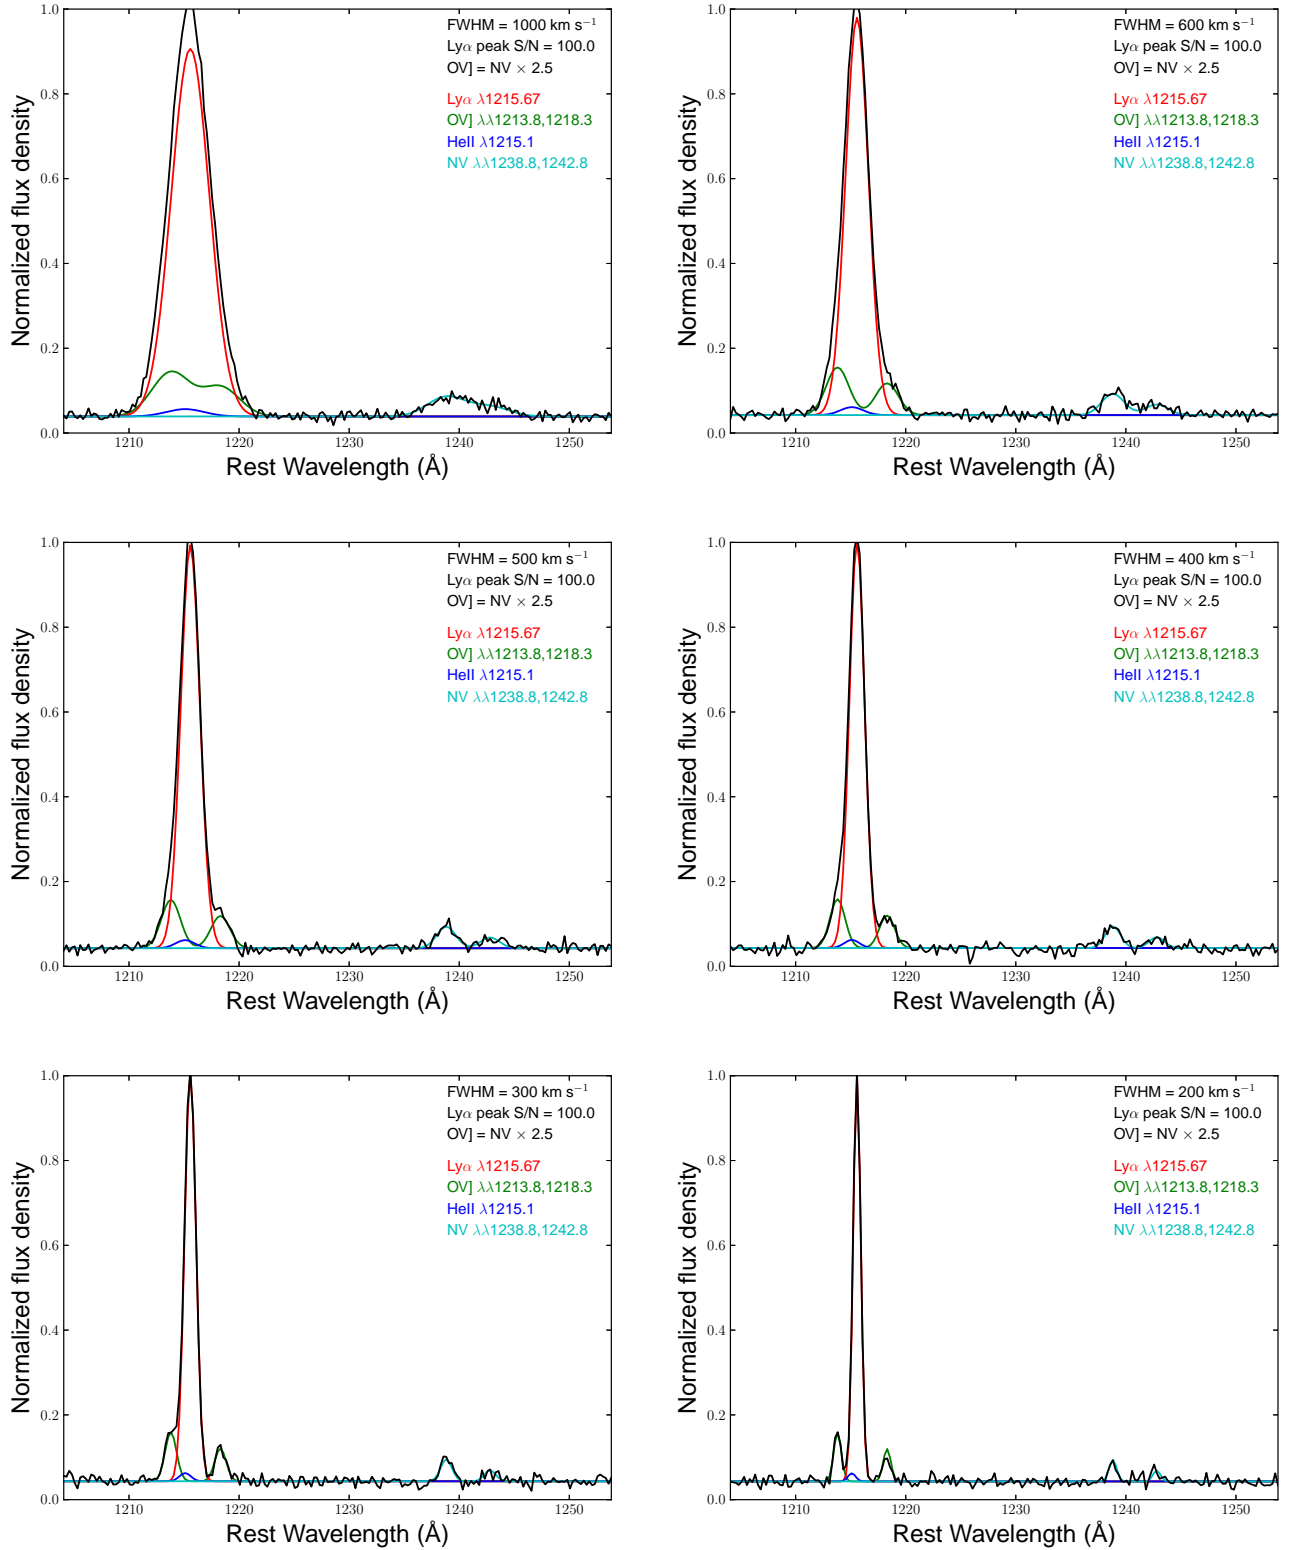 FWHM = 1000 km s⁻¹
Lyα peak S/N = 100.0
OV] = NV × 2.5
Lyα λ1215.67
OV] λλ1213.8,1218.3
HeII λ1215.1
NV λλ1238.8,1242.8
1.0
0.8
0.6
0.4
0.2
0.0
Normalized flux density
1210 1220 1230 1240 1250
Rest Wavelength (Å)
FWHM = 600 km s⁻¹
Lyα peak S/N = 100.0
OV] = NV × 2.5
Lyα λ1215.67
OV] λλ1213.8,1218.3
HeII λ1215.1
NV λλ1238.8,1242.8
1.0
0.8
0.6
0.4
0.2
0.0
Normalized flux density
1210 1220 1230 1240 1250
Rest Wavelength (Å)
FWHM = 500 km s⁻¹
Lyα peak S/N = 100.0
OV] = NV × 2.5
Lyα λ1215.67
OV] λλ1213.8,1218.3
HeII λ1215.1
NV λλ1238.8,1242.8
1.0
0.8
0.6
0.4
0.2
0.0
Normalized flux density
1210 1220 1230 1240 1250
Rest Wavelength (Å)
FWHM = 400 km s⁻¹
Lyα peak S/N = 100.0
OV] = NV × 2.5
Lyα λ1215.67
OV] λλ1213.8,1218.3
HeII λ1215.1
NV λλ1238.8,1242.8
1.0
0.8
0.6
0.4
0.2
0.0
Normalized flux density
1210 1220 1230 1240 1250
Rest Wavelength (Å)
FWHM = 300 km s⁻¹
Lyα peak S/N = 100.0
OV] = NV × 2.5
Lyα λ1215.67
OV] λλ1213.8,1218.3
HeII λ1215.1
NV λλ1238.8,1242.8
1.0
0.8
0.6
0.4
0.2
0.0
Normalized flux density
1210 1220 1230 1240 1250
Rest Wavelength (Å)
FWHM = 200 km s⁻¹
Lyα peak S/N = 100.0
OV] = NV × 2.5
Lyα λ1215.67
OV] λλ1213.8,1218.3
HeII λ1215.1
NV λλ1238.8,1242.8
1.0
0.8
0.6
0.4
0.2
0.0
Normalized flux density
1210 1220 1230 1240 1250
Rest Wavelength (Å)